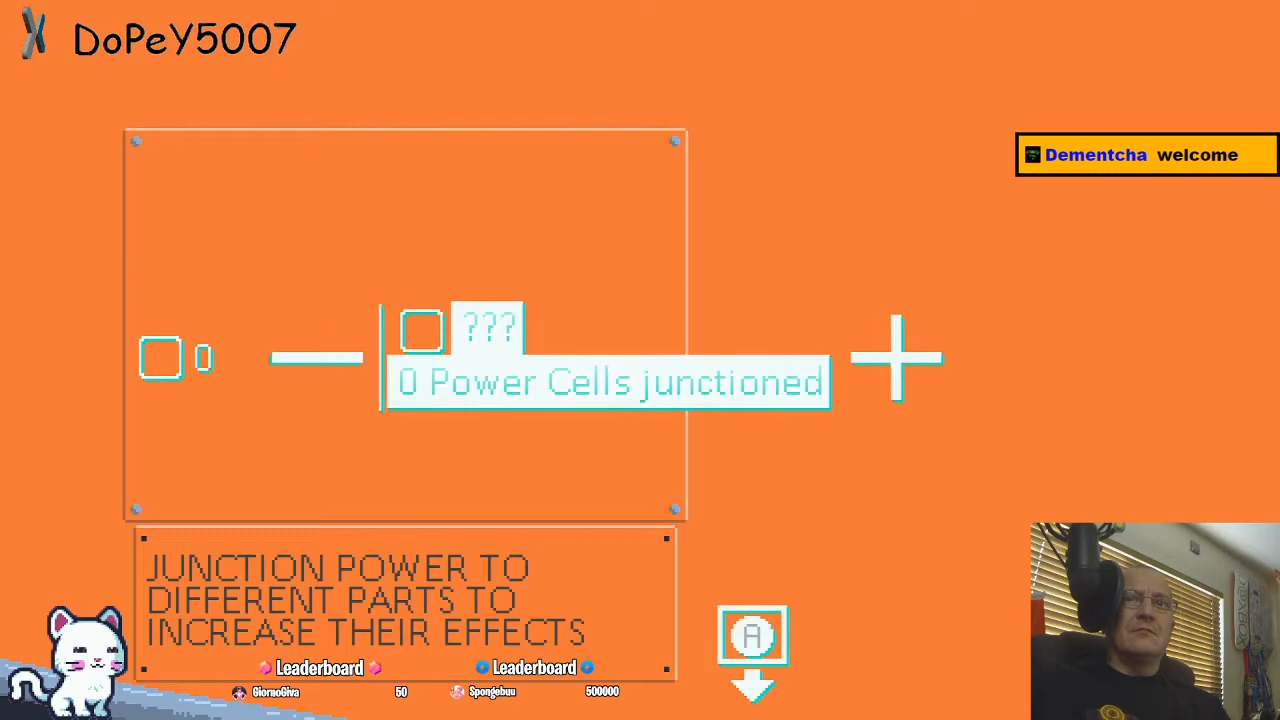 DoPeY5007
Dementcha welcome
???
0
0 Power Cells junctioned
JUNCTION POWER TO
DIFFERENT PARTS TO
INCREASE THEIR EFFECTS
A
Leaderboard
Leaderboard
GiornoGiva 50
Spongebuu 500000
XBOX